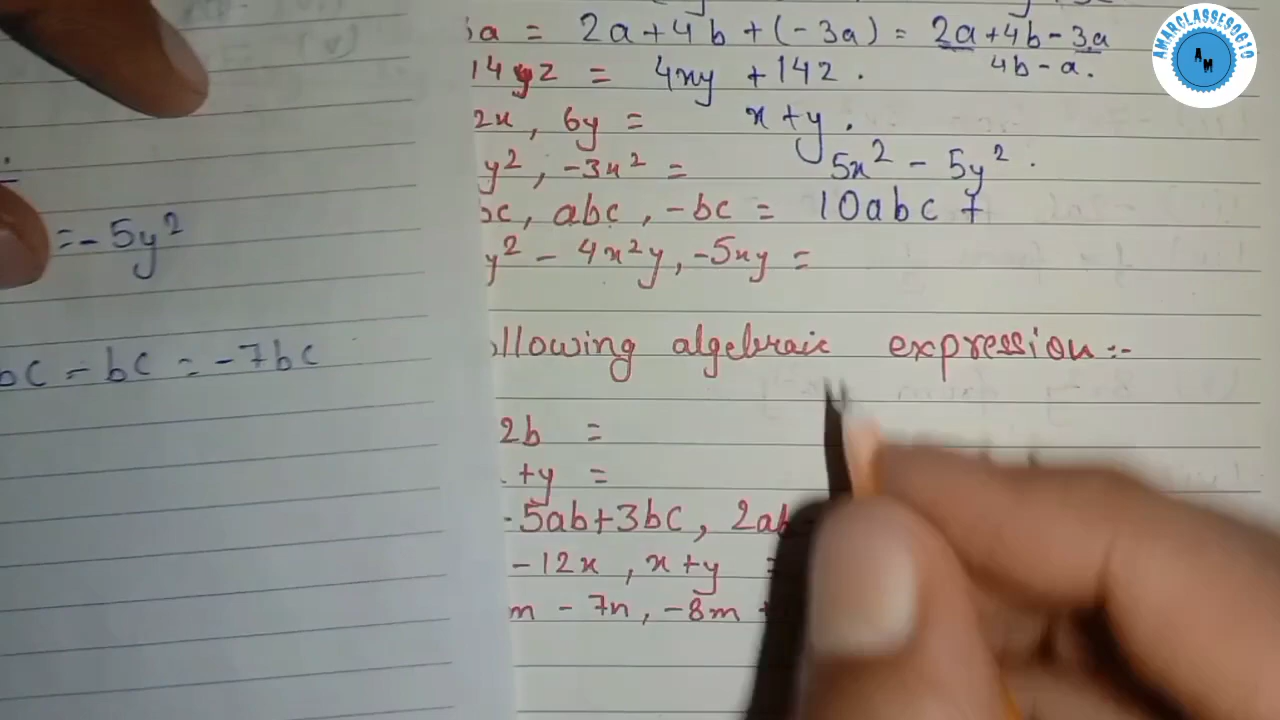 = - 5y²
bc - bc = -7bc
a = 2a + 4b + (-3a) = 2a + 4b - 3a
4b - a.
14yz = 4xy + 14z.
2x, 6y = x + y.
y², -3x² = 5x² - 5y².
bc, abc, -bc = 10abc +
y² - 4x²y, -5xy =
llowing algebraic expression :-
2b =
+y =
-5ab+3bc, 2ab
-12x, x+y =
m - 7n, -8m +
AMARCLASSES0610
AM